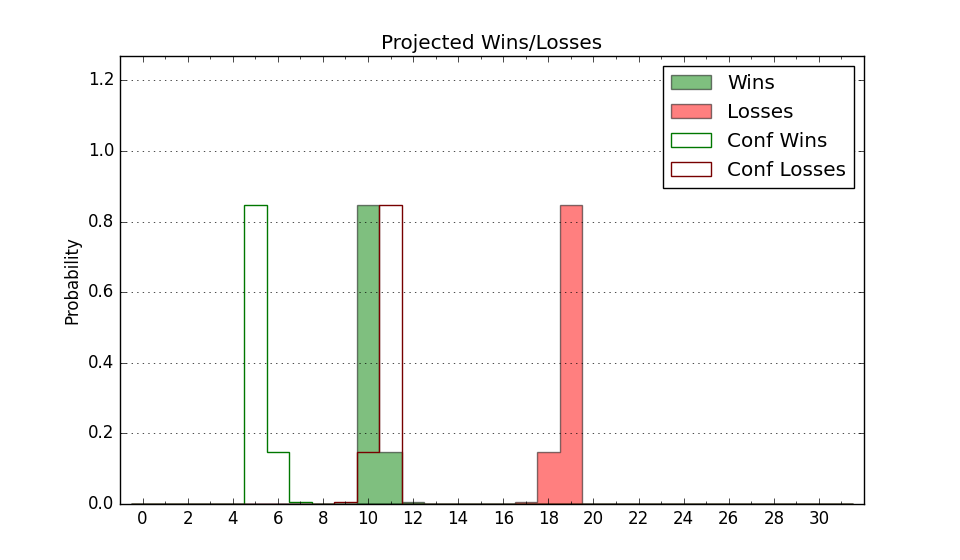 Projected Wins/Losses
Wins
Losses
Conf Wins
Conf Losses
Probability
1.2
1.0
0.8
0.6
0.4
0.2
0.0
0 2 4 6 8 10 12 14 16 18 20 22 24 26 28 30